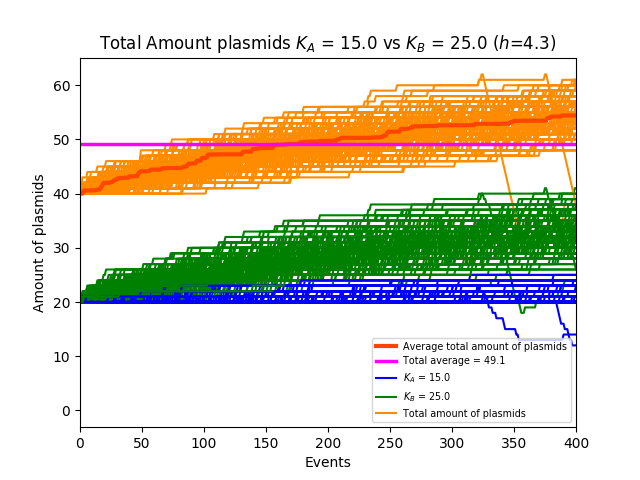 Total Amount plasmids K_A = 15.0 vs K_B = 25.0 (h=4.3)
Amount of plasmids
60
50
40
30
20
10
0
Average total amount of plasmids
Total average = 49.1
K_A = 15.0
K_B = 25.0
Total amount of plasmids
0 50 100 150 200 250 300 350 400
Events